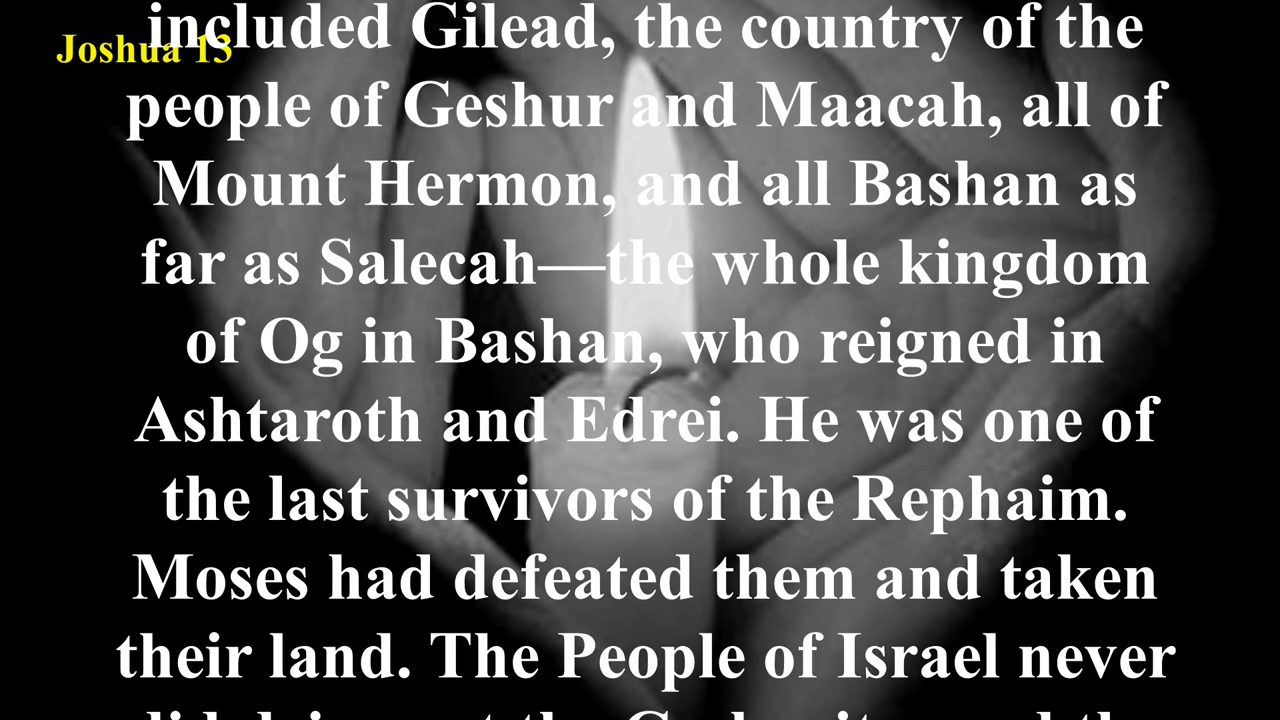 Joshua 13
included Gilead, the country of the
people of Geshur and Maacah, all of
Mount Hermon, and all Bashan as
far as Salecah—the whole kingdom
of Og in Bashan, who reigned in
Ashtaroth and Edrei. He was one of
the last survivors of the Rephaim.
Moses had defeated them and taken
their land. The People of Israel never